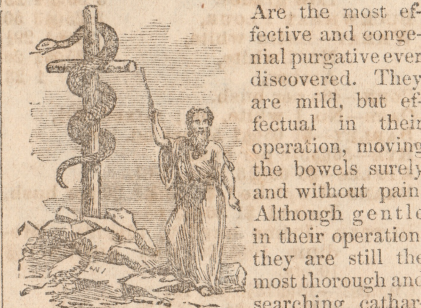 Are the most ef-
fective and conge-
nial purgative ever
discovered. They
are mild, but ef-
fectual in their
operation, moving
the bowels surely
and without pain.
Although gentle
in their operation,
they are still the
most thorough and
searching cathar-